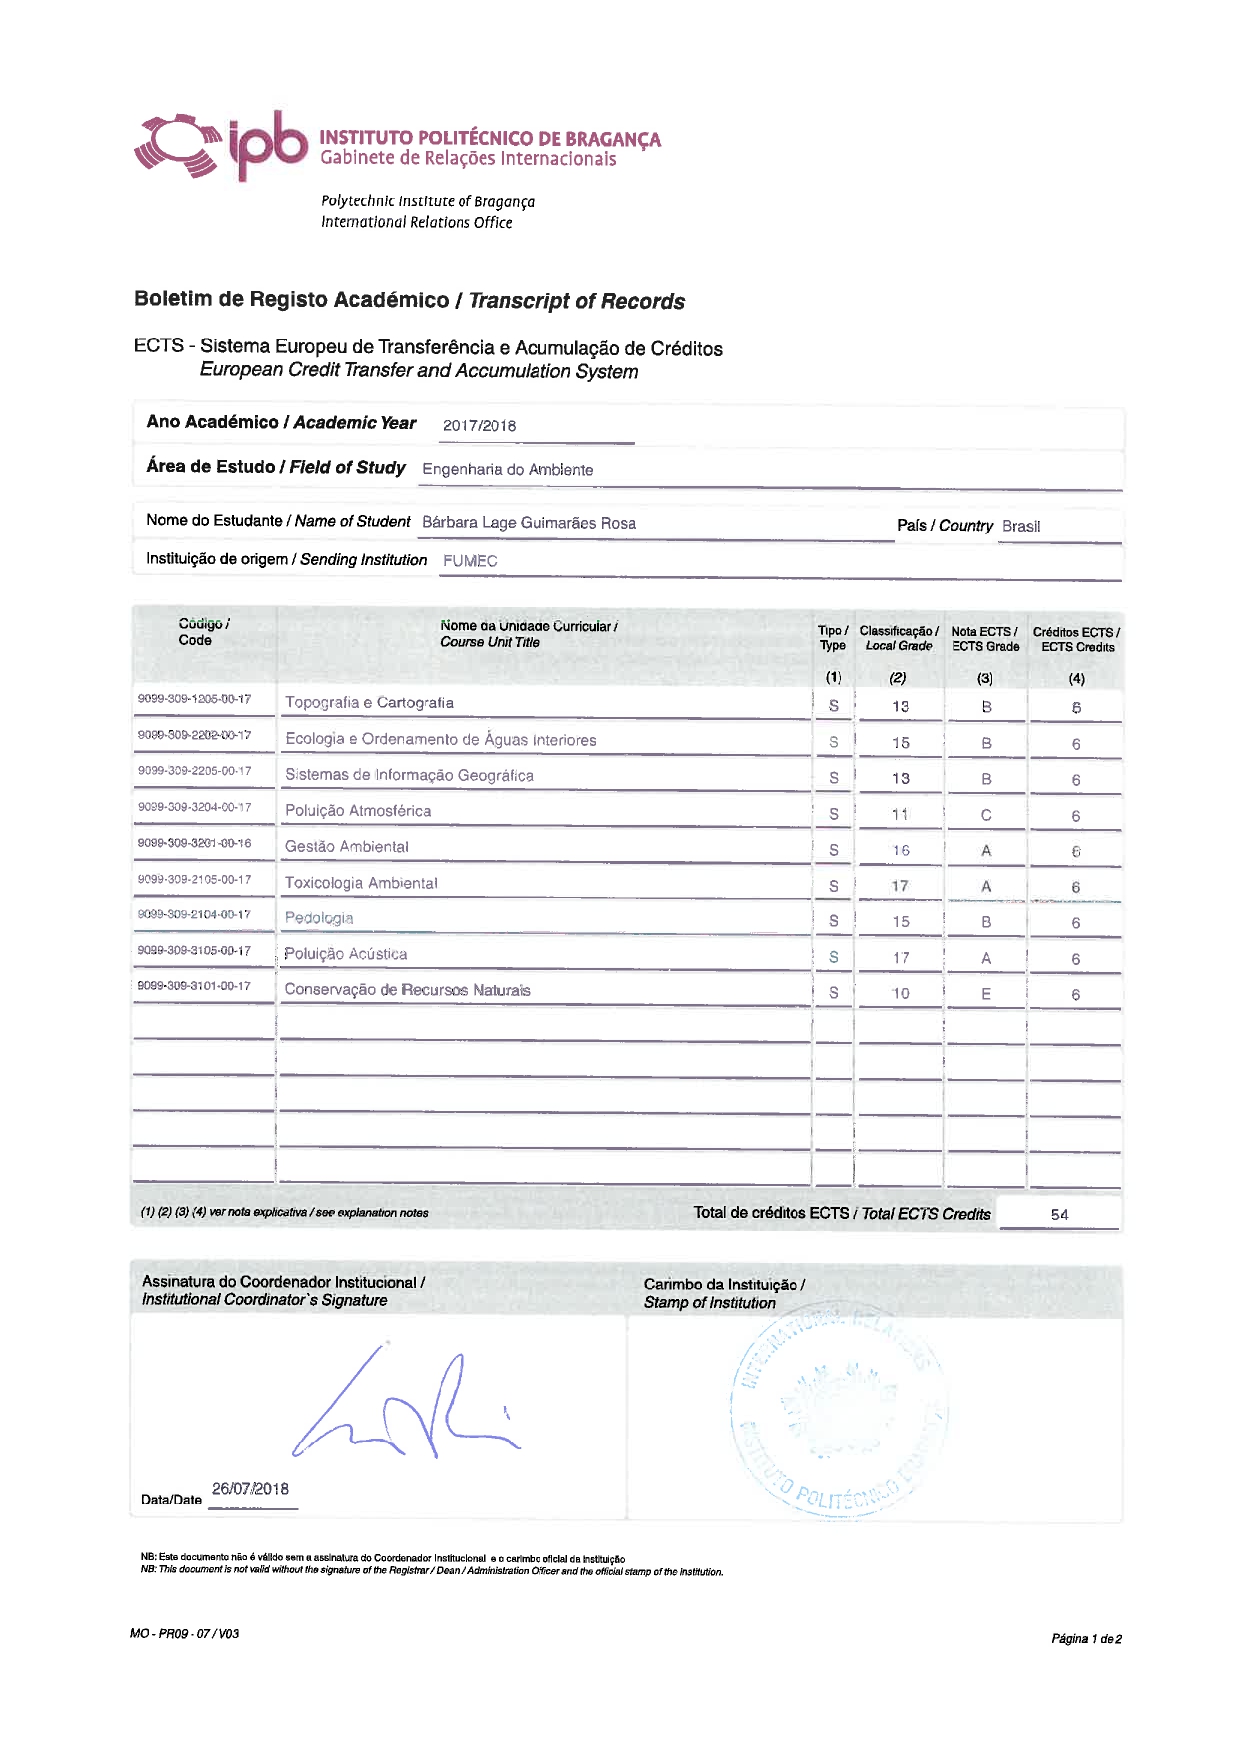 ipb INSTITUTO POLITÉCNICO DE BRAGANÇA
Gabinete de Relações Internacionais
Polytechnic Institute of Bragança
International Relations Office
Boletim de Registo Académico / Transcript of Records
ECTS - Sistema Europeu de Transferência e Acumulação de Créditos
European Credit Transfer and Accumulation System
Ano Académico / Academic Year 2017/2018
Área de Estudo / Field of Study Engenharia do Ambiente
Nome do Estudante / Name of Student Bárbara Lage Guimarães Rosa País / Country Brasil
Instituição de origem / Sending Institution FUMEC
Código / Nome da Unidade Curricular / Tipo / Classificação / Nota ECTS / Créditos ECTS /
Code Course Unit Title Type Local Grade ECTS Grade ECTS Credits
(1) (2) (3) (4)
9099-309-1205-00-17 Topografia e Cartografia S 13 B 6
9099-309-2202-00-17 Ecologia e Ordenamento de Águas Interiores S 15 B 6
9099-309-2205-00-17 Sistemas de Informação Geográfica S 13 B 6
9099-309-3204-00-17 Poluição Atmosférica S 11 C 6
9099-309-3201-00-16 Gestão Ambiental S 16 A 6
9099-309-2105-00-17 Toxicologia Ambiental S 17 A 6
9099-309-2104-00-17 Pedologia S 15 B 6
9099-309-3105-00-17 Poluição Acústica S 17 A 6
9099-309-3101-00-17 Conservação de Recursos Naturais S 10 E 6
(1) (2) (3) (4) ver nota explicativa / see explanation notes Total de créditos ECTS / Total ECTS Credits 54
Assinatura do Coordenador Institucional / Carimbo da Instituição /
Institutional Coordinator's Signature Stamp of Institution
INTERNATIONAL RELATIONS
INSTITUTO POLITÉCNICO
Data/Date 26/07/2018
NB: Este documento não é válido sem a assinatura do Coordenador Institucional e o carimbo oficial da Instituição
NB: This document is not valid without the signature of the Registrar / Dean / Administration Officer and the official stamp of the Institution.
MO - PR09 - 07 / V03 Página 1 de 2